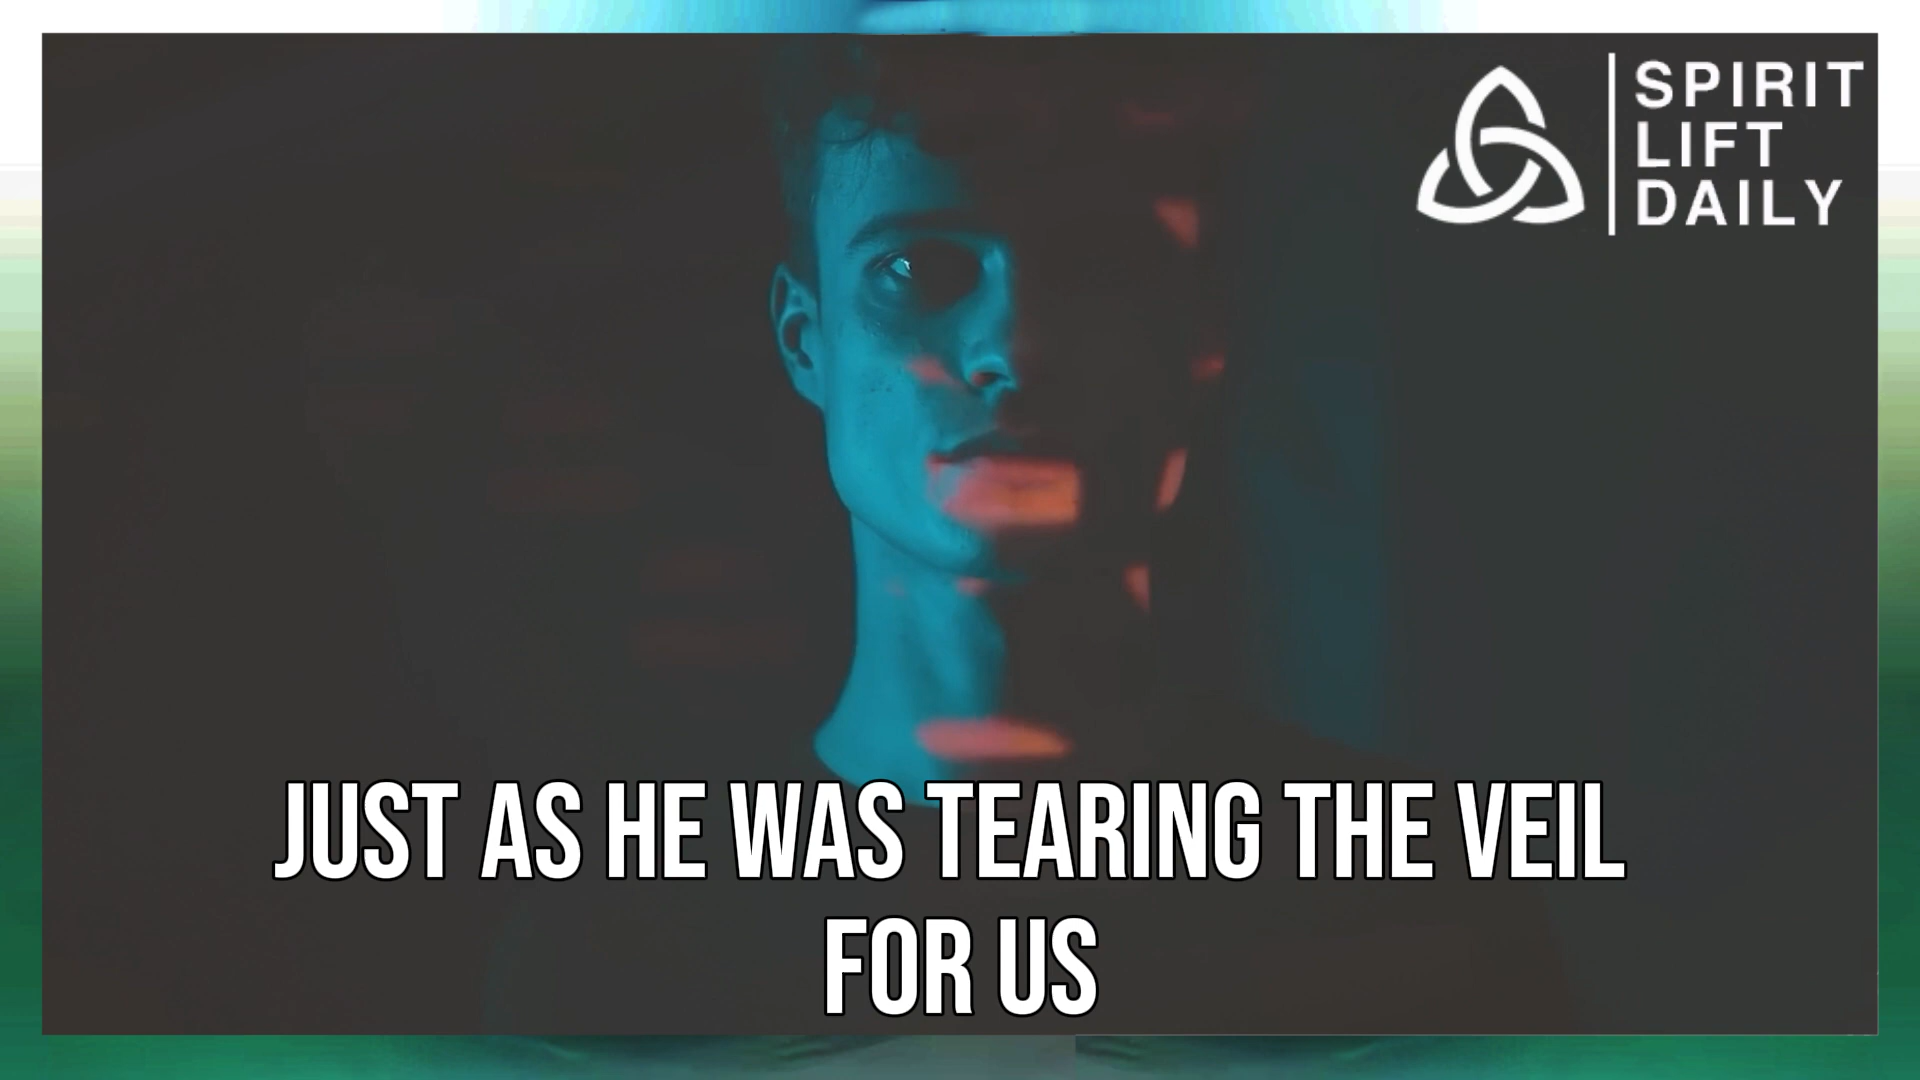 SPIRIT
LIFT
DAILY
JUST AS HE WAS TEARING THE VEIL
FOR US